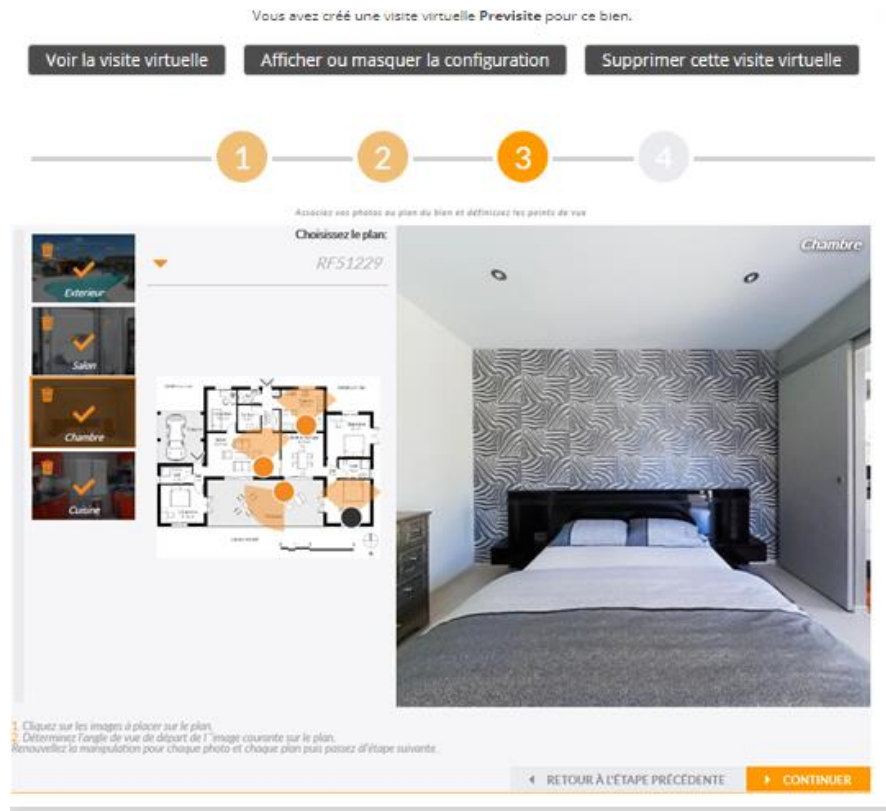 Vous avez créé une visite virtuelle Previsite pour ce bien.
Voir la visite virtuelle
Afficher ou masquer la configuration
Supprimer cette visite virtuelle
1
2
3
4
Associez vos photos au plan du bien et définissez les points de vue
Choisissez le plan:
RF51229
Exterieur
Salon
Chambre
Cuisine
Chambre
1. Cliquez sur les images à placer sur le plan.
2. Déterminez l'angle de vue de départ de l'image courante sur le plan.
Renouvellez la manipulation pour chaque photo et chaque plan puis passez d'étape suivante.
RETOUR À L'ÉTAPE PRÉCÉDENTE
CONTINUER